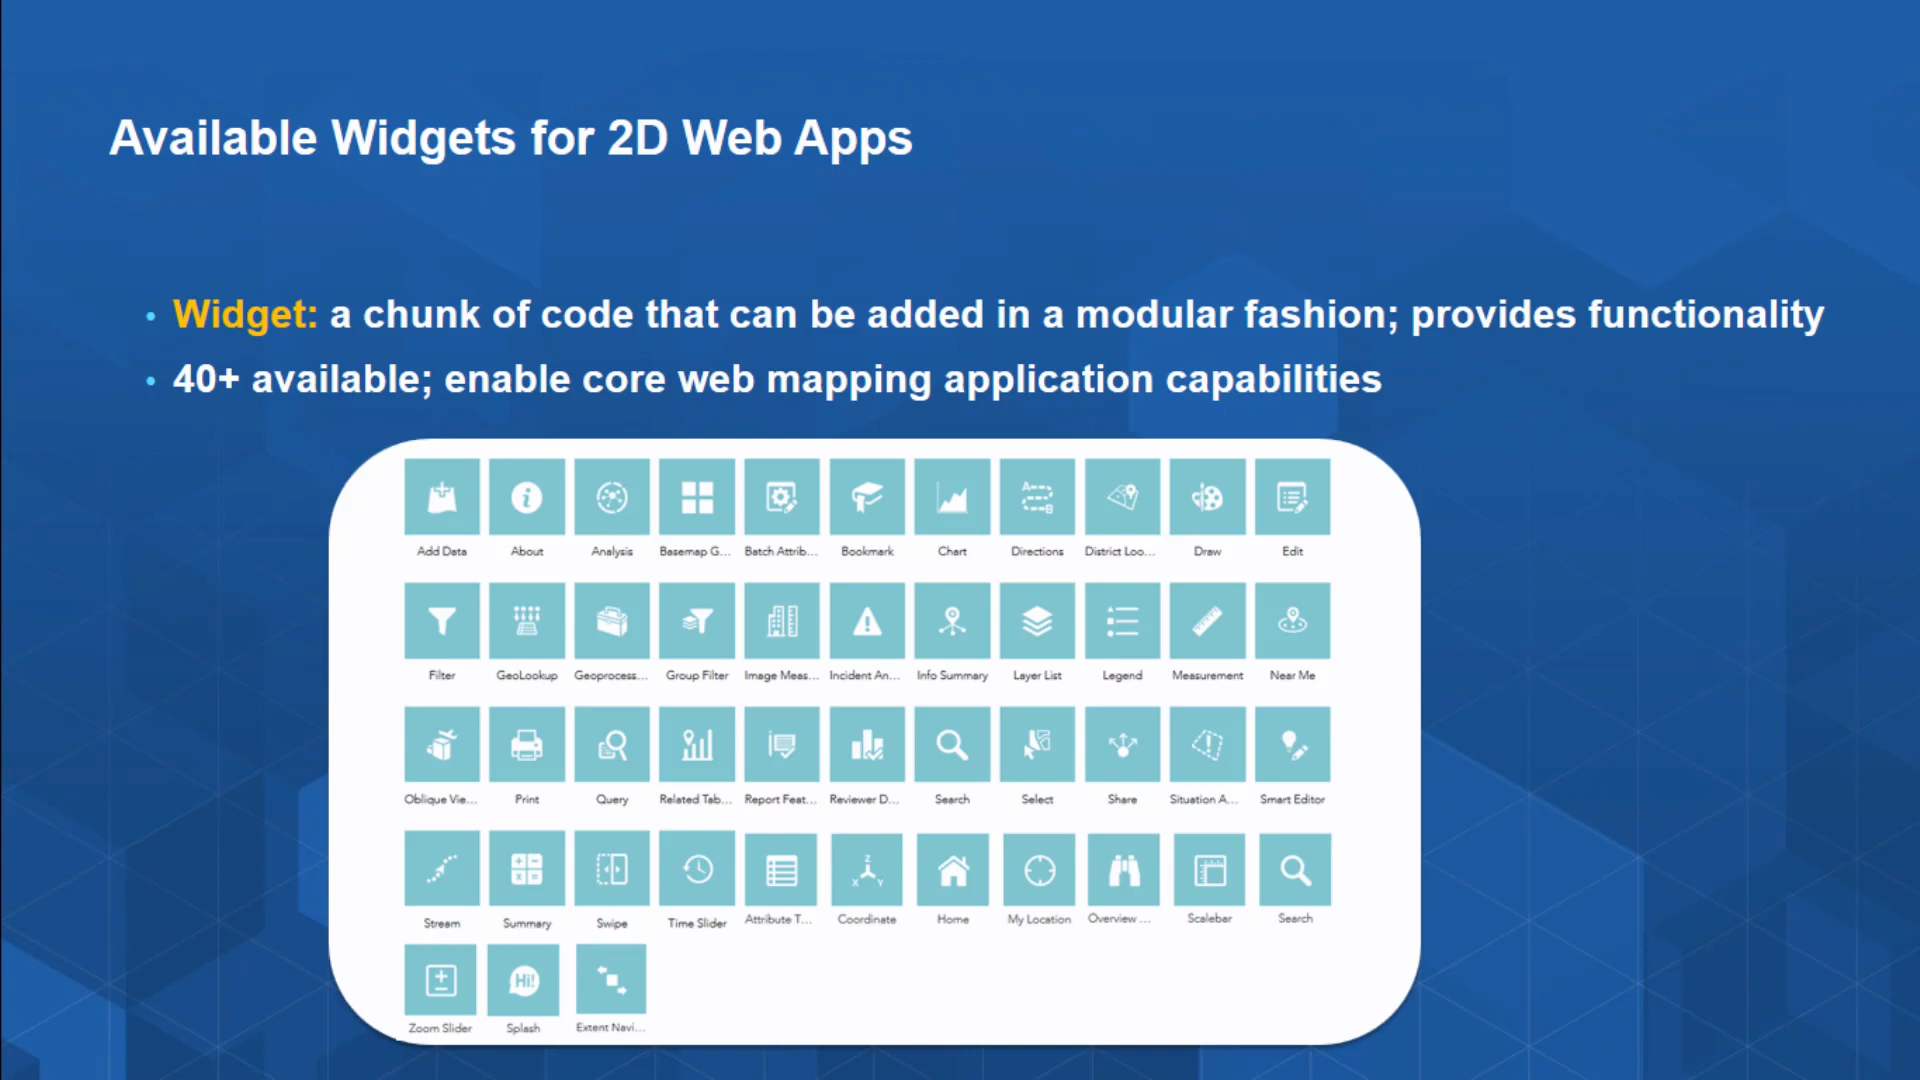 Available Widgets for 2D Web Apps
• Widget: a chunk of code that can be added in a modular fashion; provides functionality
• 40+ available; enable core web mapping application capabilities
A B
Add Data About Analysis Basemap G... Batch Attrib... Bookmark Chart Directions District Loo... Draw Edit
Filter GeoLookup Geoprocess... Group Filter Image Meas... Incident An... Info Summary Layer List Legend Measurement Near Me
Oblique Vie... Print Query Related Tab... Report Feat... Reviewer D... Search Select Share Situation A... Smart Editor
Z X Y
Stream Summary Swipe Time Slider Attribute T... Coordinate Home My Location Overview ... Scalebar Search
Hi!
Zoom Slider Splash Extent Navi...